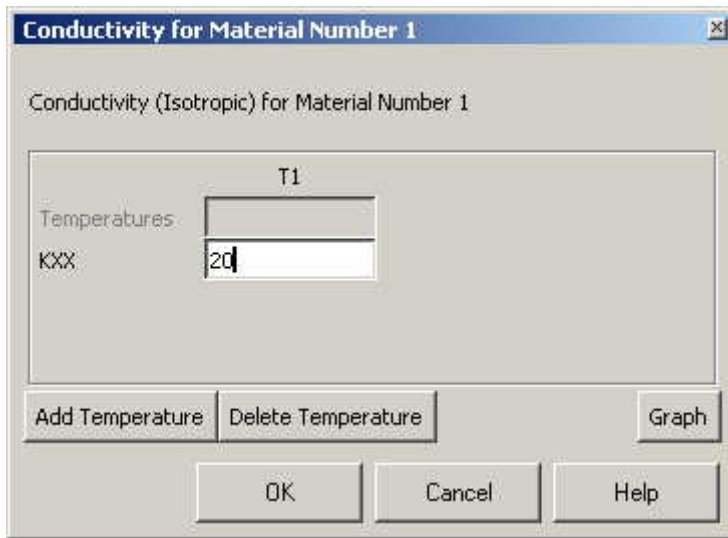 Conductivity for Material Number 1
Conductivity (Isotropic) for Material Number 1
T1
Temperatures
KXX 20
Add Temperature Delete Temperature Graph
OK Cancel Help